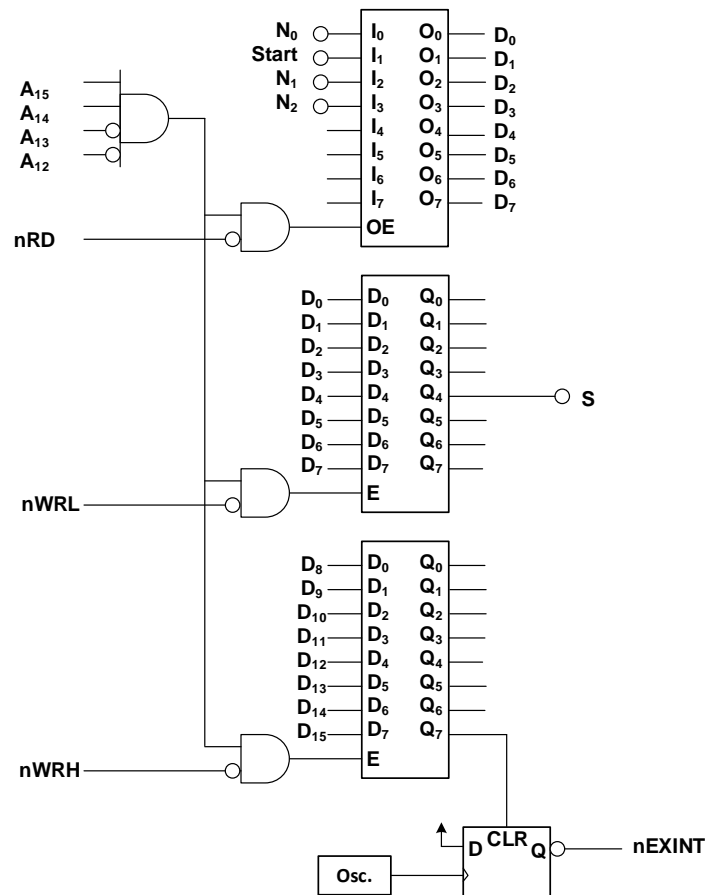 N0 I0 O0 D0
Start I1 O1 D1
N1 I2 O2 D2
N2 I3 O3 D3
I4 O4 D4
I5 O5 D5
I6 O6 D6
I7 O7 D7
OE
A15
A14
A13
A12
nRD
D0 D0 Q0
D1 D1 Q1
D2 D2 Q2
D3 D3 Q3
D4 D4 Q4 S
D5 D5 Q5
D6 D6 Q6
D7 D7 Q7
nWRL E
D8 D0 Q0
D9 D1 Q1
D10 D2 Q2
D11 D3 Q3
D12 D4 Q4
D13 D5 Q5
D14 D6 Q6
D15 D7 Q7
nWRH E
CLR
D Q nEXINT
Osc.